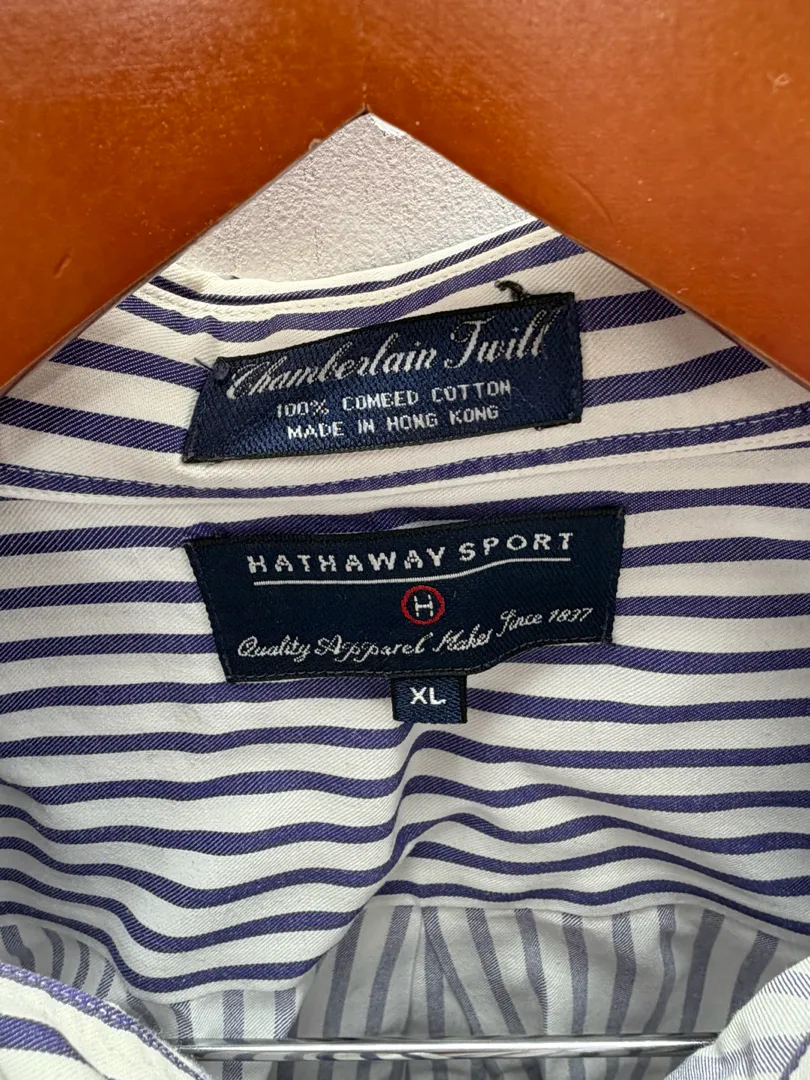 Chamberlain Twill
100% COMBED COTTON
MADE IN HONG KONG
HATHAWAY SPORT
H
Quality Apparel Maker Since 1837
XL